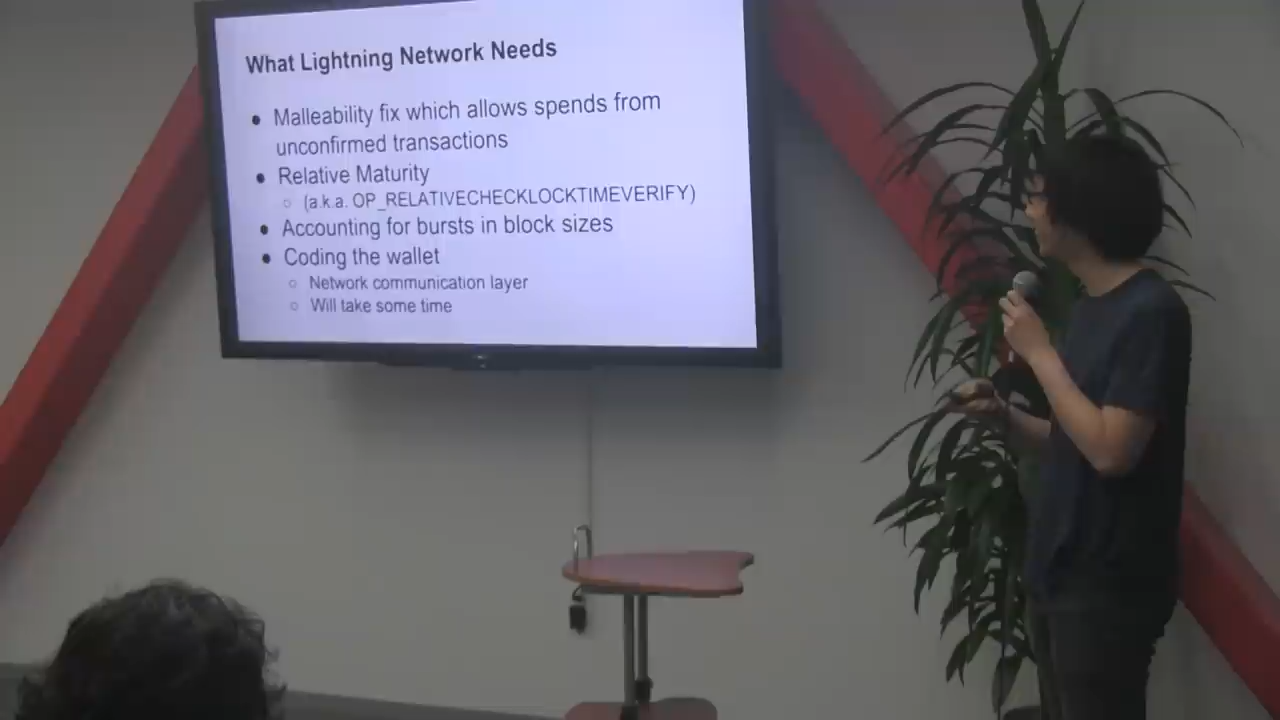 What Lightning Network Needs
● Malleability fix which allows spends from
unconfirmed transactions
● Relative Maturity
○ (a.k.a. OP_RELATIVECHECKLOCKTIMEVERIFY)
● Accounting for bursts in block sizes
● Coding the wallet
○ Network communication layer
○ Will take some time